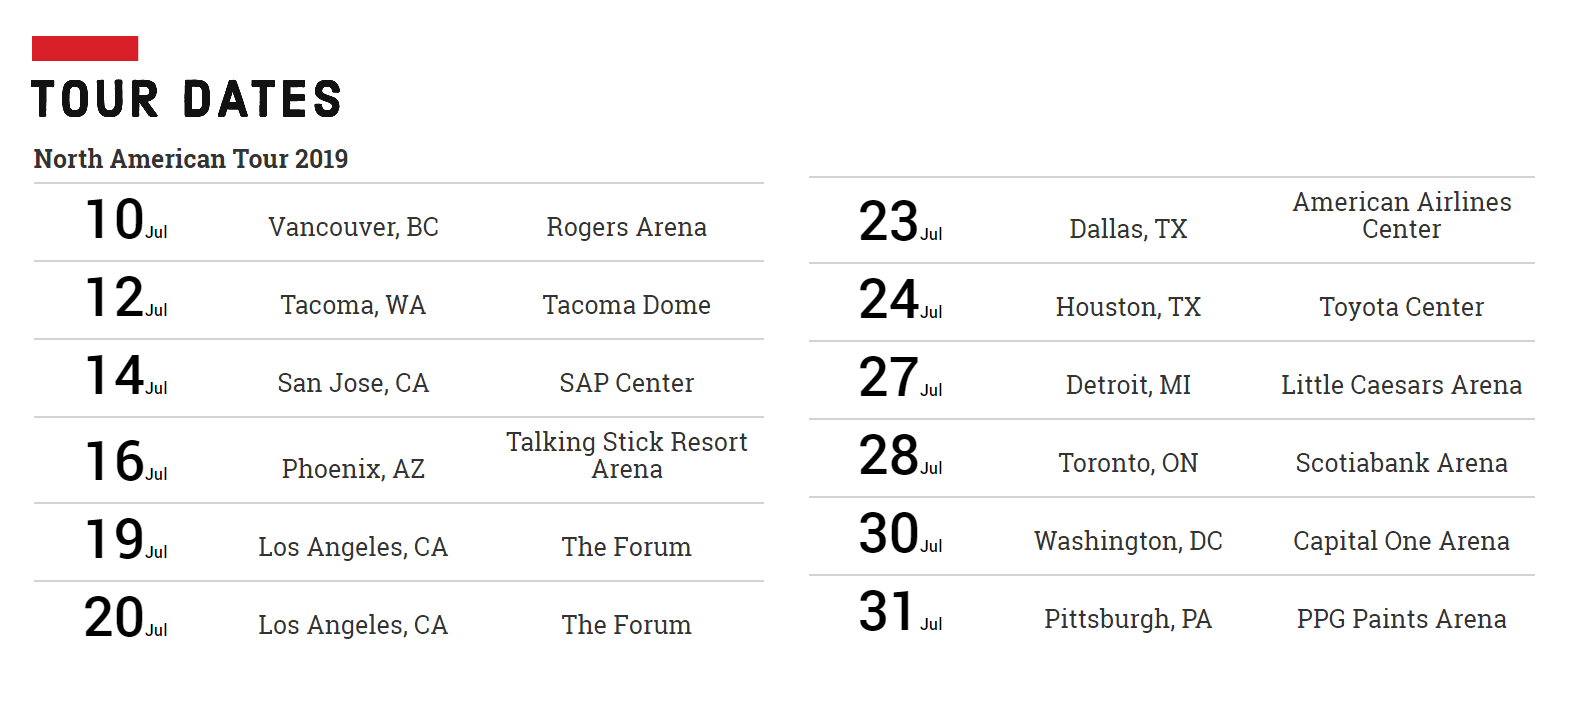 TOUR DATES
North American Tour 2019
10 Jul Vancouver, BC Rogers Arena
12 Jul Tacoma, WA Tacoma Dome
14 Jul San Jose, CA SAP Center
16 Jul Phoenix, AZ Talking Stick Resort
Arena
19 Jul Los Angeles, CA The Forum
20 Jul Los Angeles, CA The Forum
23 Jul Dallas, TX American Airlines
Center
24 Jul Houston, TX Toyota Center
27 Jul Detroit, MI Little Caesars Arena
28 Jul Toronto, ON Scotiabank Arena
30 Jul Washington, DC Capital One Arena
31 Jul Pittsburgh, PA PPG Paints Arena